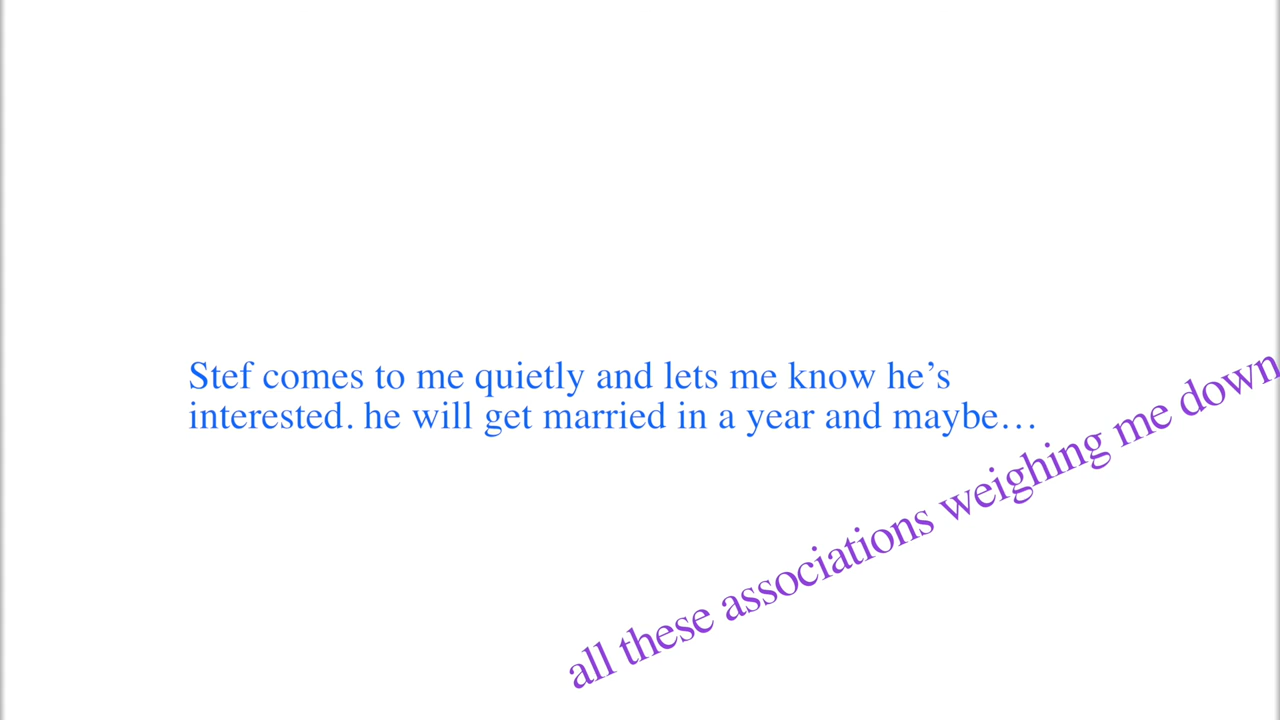 Stef comes to me quietly and lets me know he’s
interested. he will get married in a year and maybe…
all these associations weighing me down